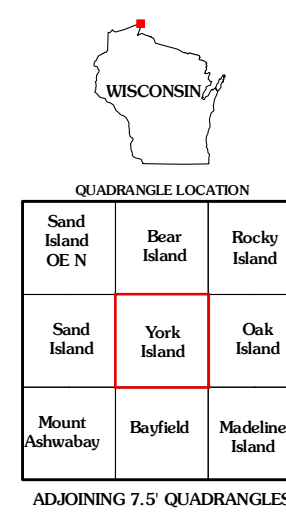 WISCONSIN
QUADRANGLE LOCATION
Sand Island OE N
Bear Island
Rocky Island
Sand Island
York Island
Oak Island
Mount Ashwabay
Bayfield
Madeline Island
ADJOINING 7.5' QUADRANGLES